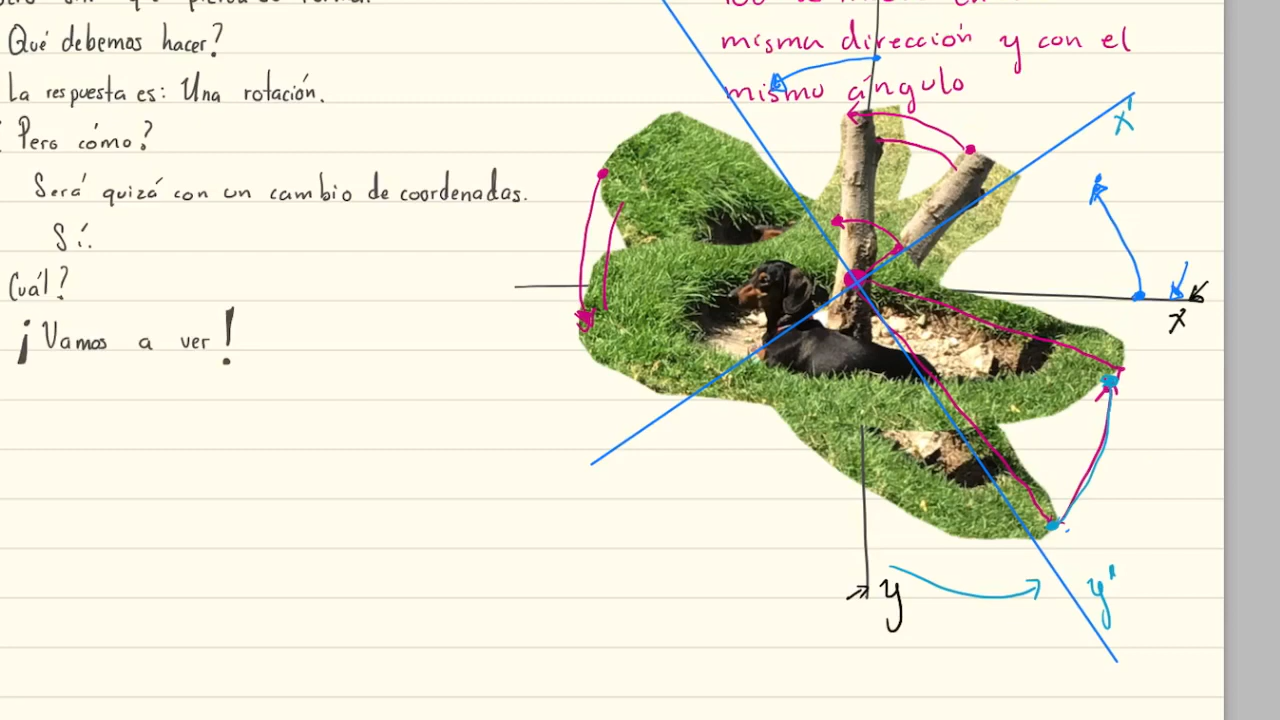 Qué debemos hacer?
La respuesta es: Una rotación.
¿ Pero cómo?
Será quizá con un cambio de coordenadas.
Sí.
Cuál?
¡Vamos a ver!
misma dirección y con el
mismo ángulo
x'
x
y
y'